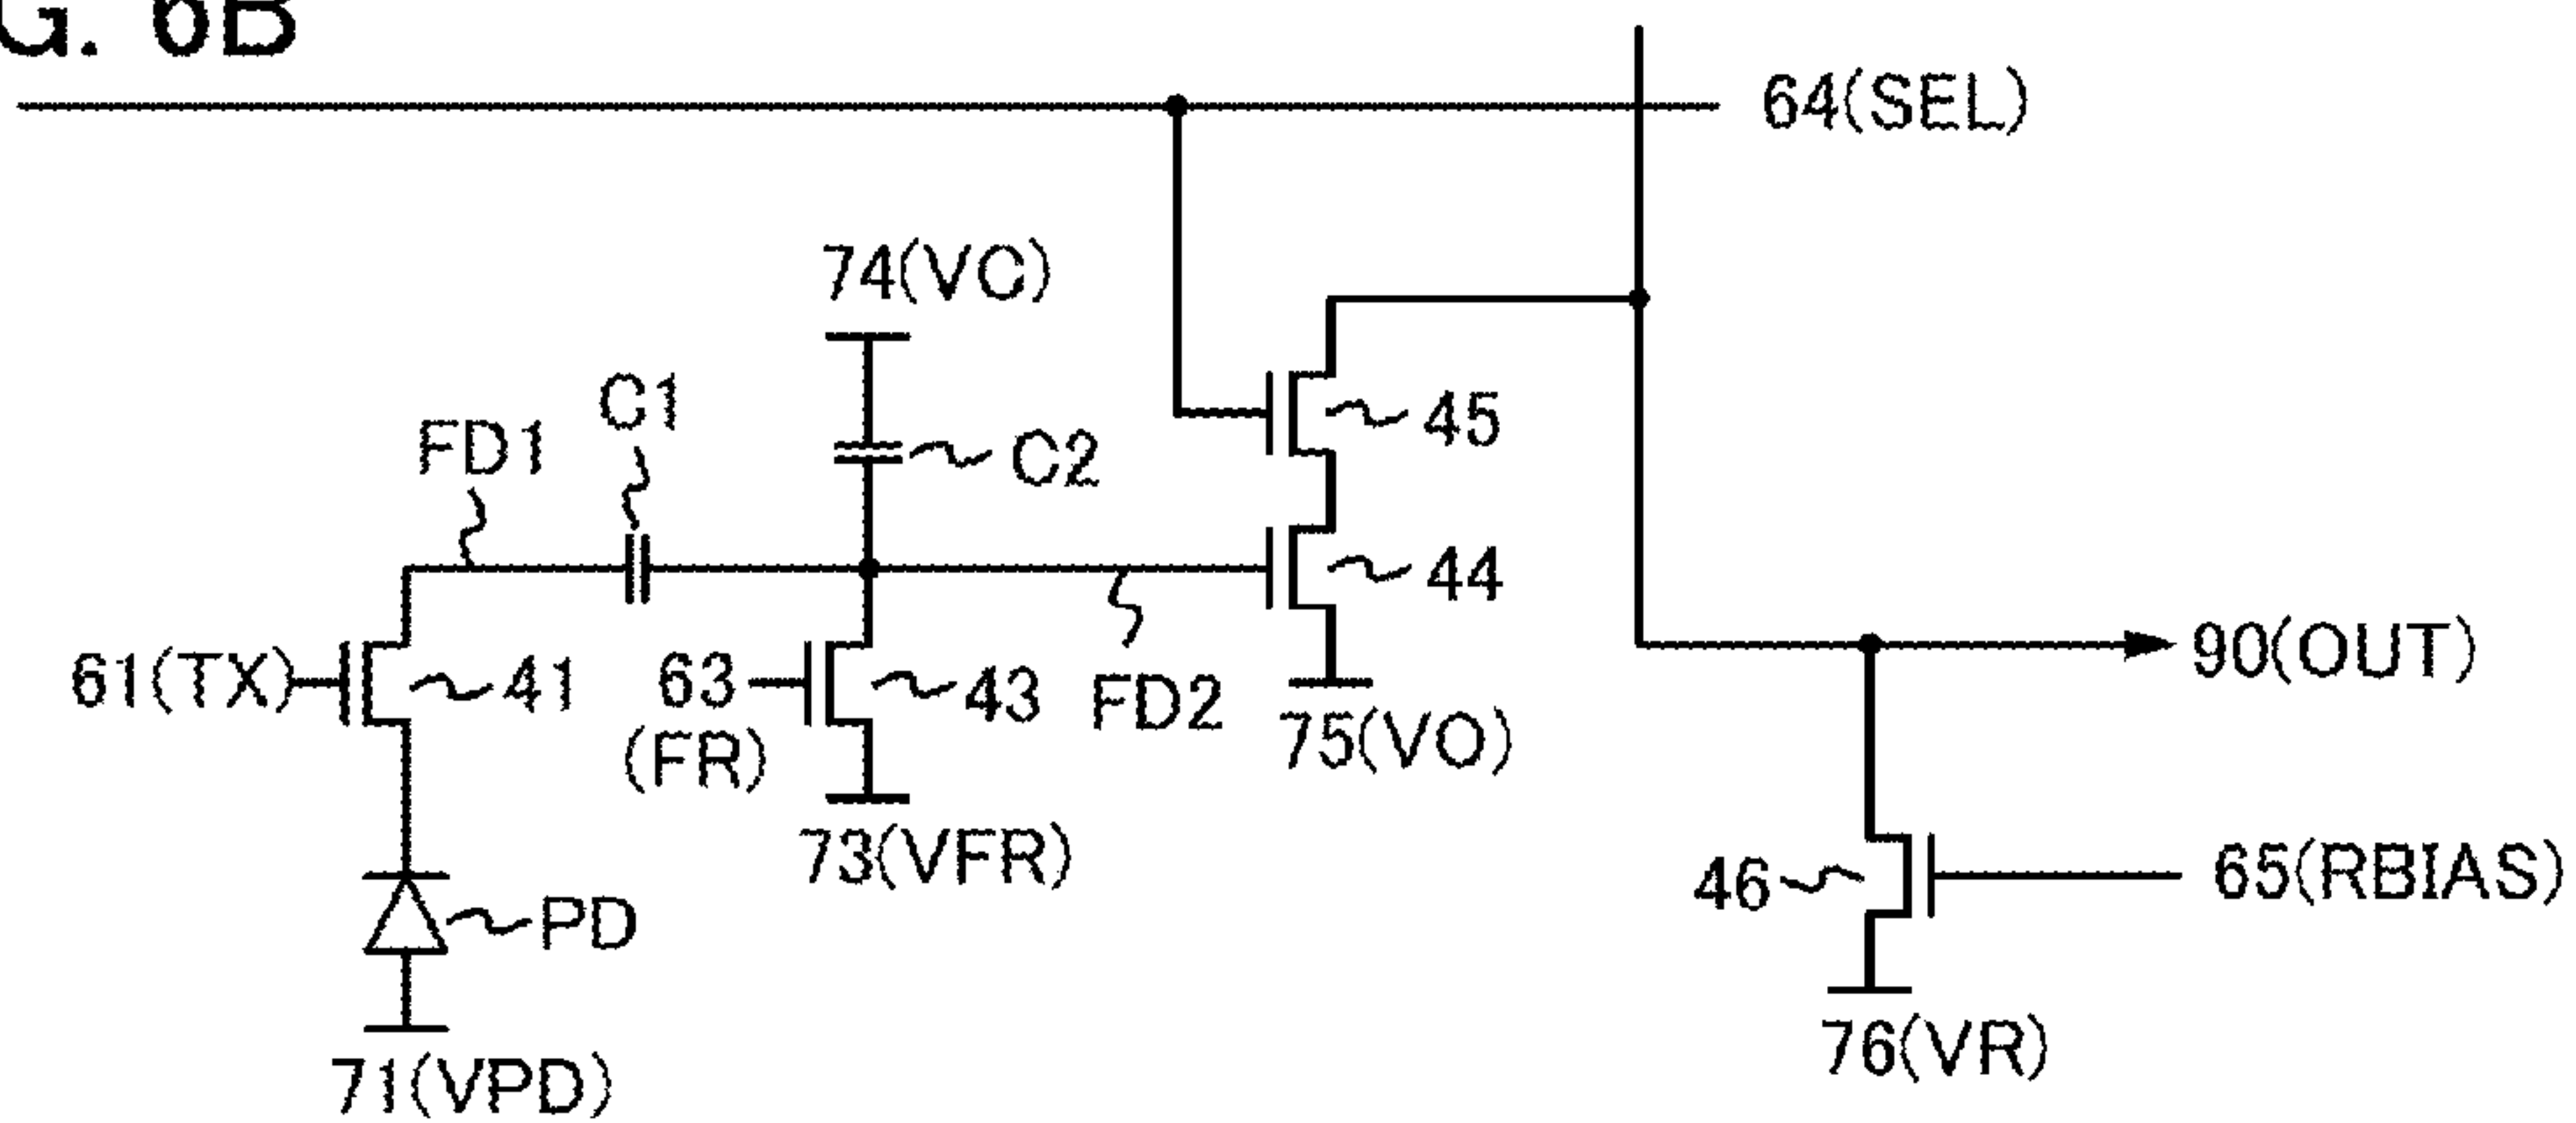 G. 6B
64(SEL)
74(VC)
C1
FD1
C2
45
44
61(TX)
41
63
(FR)
43
FD2
75(VO)
90(OUT)
73(VFR)
PD
46
65(RBIAS)
71(VPD)
76(VR)